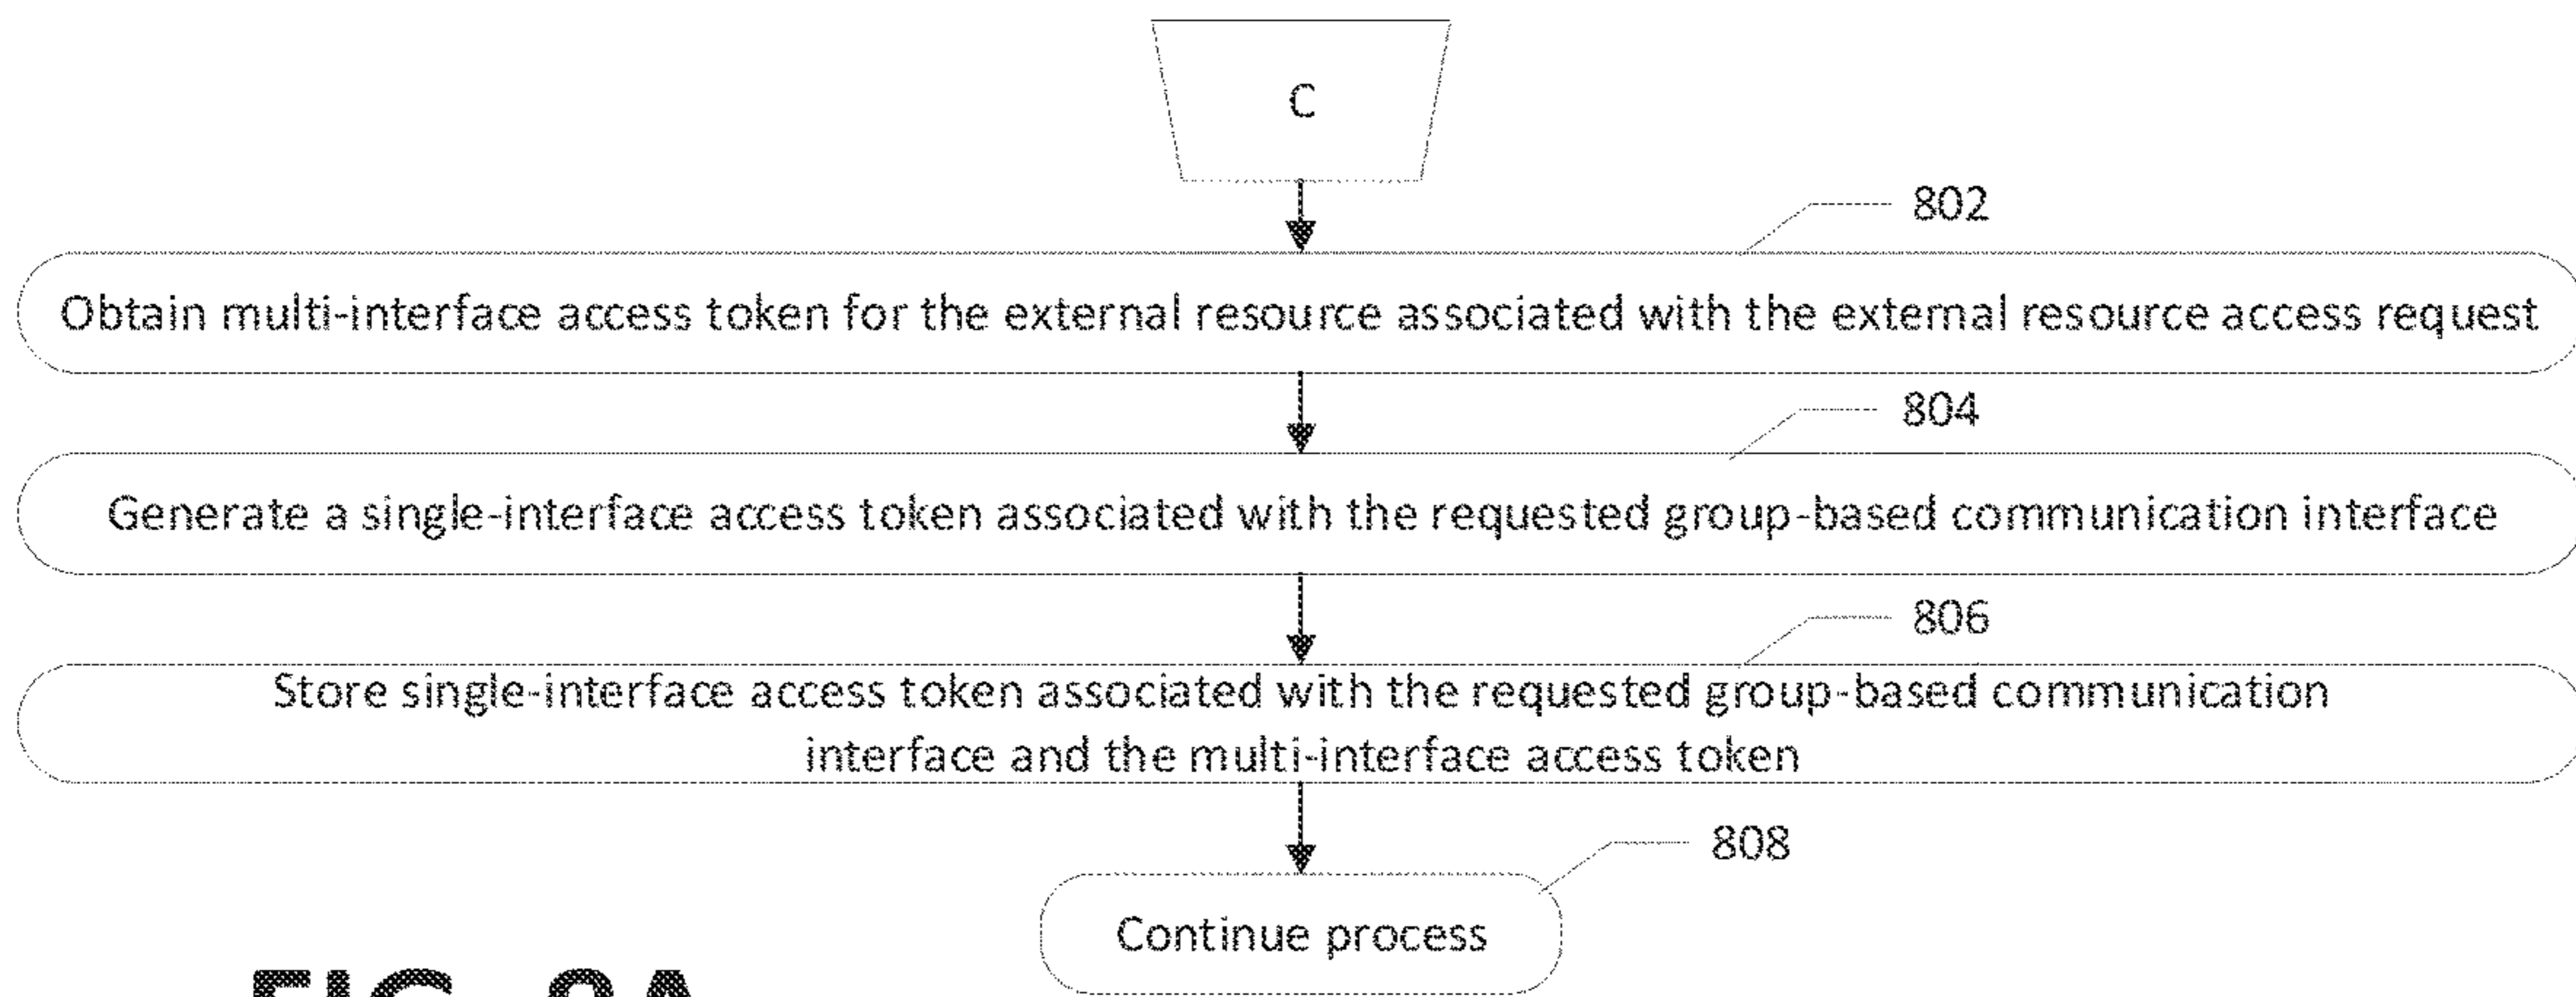 C
802
Obtain multi-interface access token for the external resource associated with the external resource access request
804
Generate a single-interface access token associated with the requested group-based communication interface
806
Store single-interface access token associated with the requested group-based communication
interface and the multi-interface access token
808
Continue process